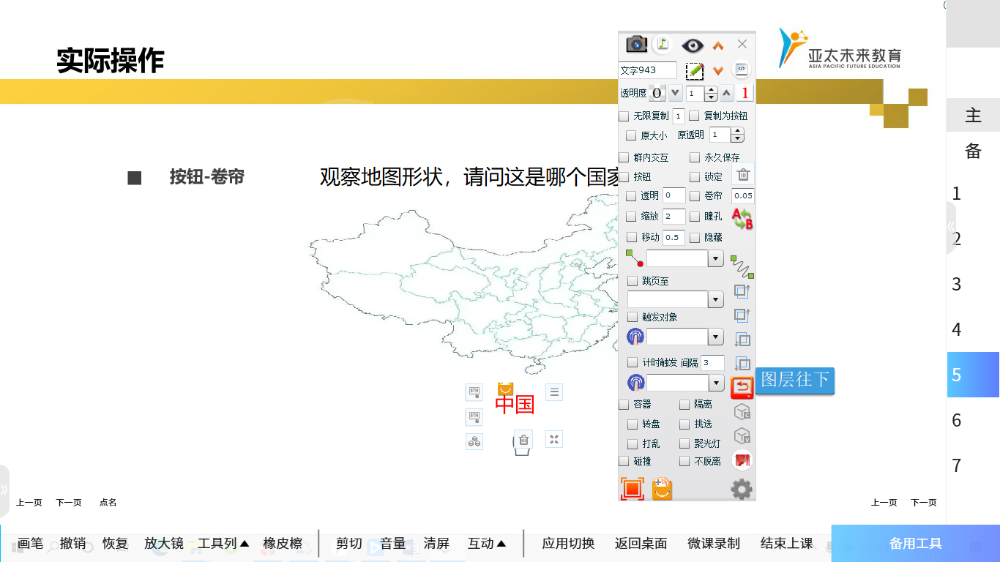 实际操作
亚太未来教育
ASIA PACIFIC FUTURE EDUCATION
按钮-卷帘
观察地图形状，请问这是哪个国
中国
文字943
透明度 0 1 1
无限复制 1 复制为按钮
原大小 原透明 1
群内交互 永久保存
按钮 锁定
透明 0 卷帘 0.05
缩放 2 瞳孔 A B
移动 0.5 隐藏
跳页至
触发对象
计时触发 间隔 3
图层往下
容器 隔离
转盘 挑选
打乱 聚光灯
碰撞 不脱离
BTN
BTN
主
备
1
2
3
4
5
6
7
上一页 下一页 点名
上一页 下一页
画笔 撤销 恢复 放大镜 工具列▲ 橡皮檫 剪切 音量 清屏 互动▲ 应用切换 返回桌面 微课录制 结束上课 备用工具